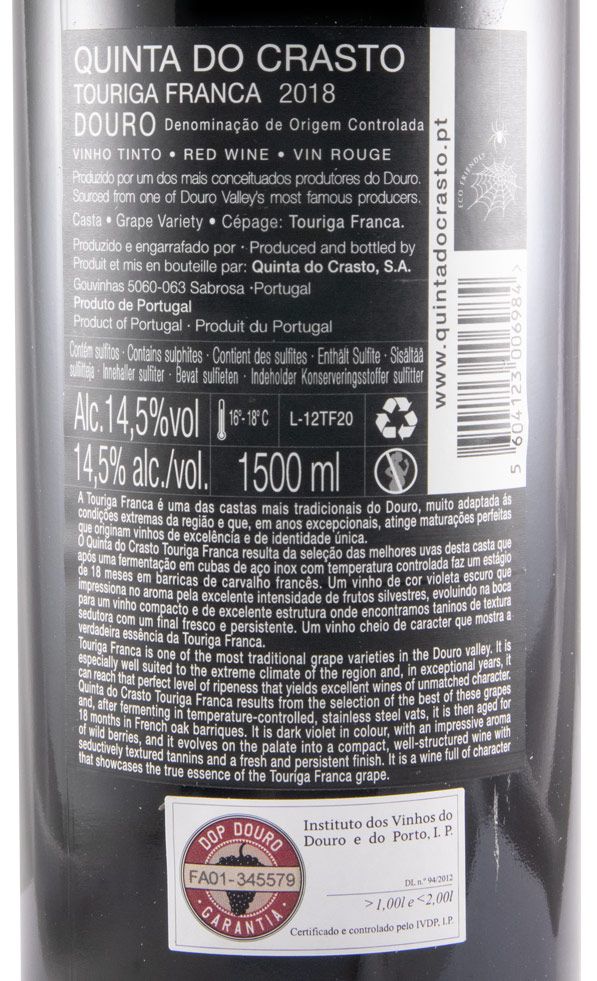 QUINTA DO CRASTO
TOURIGA FRANCA 2018
DOURO Denominação de Origem Controlada
VINHO TINTO • RED WINE • VIN ROUGE
Produzido por um dos mais conceituados produtores do Douro.
Sourced from one of Douro Valley's most famous producers.
Casta • Grape Variety • Cépage: Touriga Franca.
Produzido e engarrafado por · Produced and bottled by
Produit et mis en bouteille par: Quinta do Crasto, S.A.
Gouvinhas 5060-063 Sabrosa ·Portugal
Produto de Portugal
Product of Portugal · Produit du Portugal
Contém sulfitos · Contains sulphites · Contient des sulfites · Enthält Sulfite · Sisältää
sulfiitteja · Innehaller sulfiter · Bevat sulfieten · Indeholder Konserveringsstoffer sulfitter
Alc.14,5%vol
16º-18ºC
L-12TF20
14,5% alc./vol.
1500 ml
www.quintadocrasto.pt
ECO FRIENDLY
5 604123 006984 >
A Touriga Franca é uma das castas mais tradicionais do Douro, muito adaptada ás
condições extremas da região e que, em anos excepcionais, atinge maturações perfeitas
que originam vinhos de excelência e de identidade única.
O Quinta do Crasto Touriga Franca resulta da seleção das melhores uvas desta casta que
após uma fermentação em cubas de aço inox com temperatura controlada faz um estágio
de 18 meses em barricas de carvalho francês. Um vinho de cor violeta escuro que
impressiona no aroma pela excelente intensidade de frutos silvestres, evoluindo na boca
para um vinho compacto e de excelente estrutura onde encontramos taninos de textura
sedutora com um final fresco e persistente. Um vinho cheio de caracter que mostra a
verdadeira essência da Touriga Franca.
Touriga Franca is one of the most traditional grape varieties in the Douro valley. It is
especially well suited to the extreme climate of the region and, in exceptional years, it
can reach that perfect level of ripeness that yields excellent wines of unmatched character.
Quinta do Crasto Touriga Franca results from the selection of the best of these grapes
and, after fermenting in temperature-controlled, stainless steel vats, it is then aged for
18 months in French oak barriques. It is dark violet in colour, with an impressive aroma
of wild berries, and it evolves on the palate into a compact, well-structured wine with
seductively textured tannins and a fresh and persistent finish. It is a wine full of character
that showcases the true essence of the Touriga Franca grape.
DOP DOURO
FA01-345579
· GARANTIA ·
Instituto dos Vinhos do
Douro e do Porto, I. P.
DL n.º 94/2012
>1,00l e <2,00l
Certificado e controlado pelo IVDP, I.P.